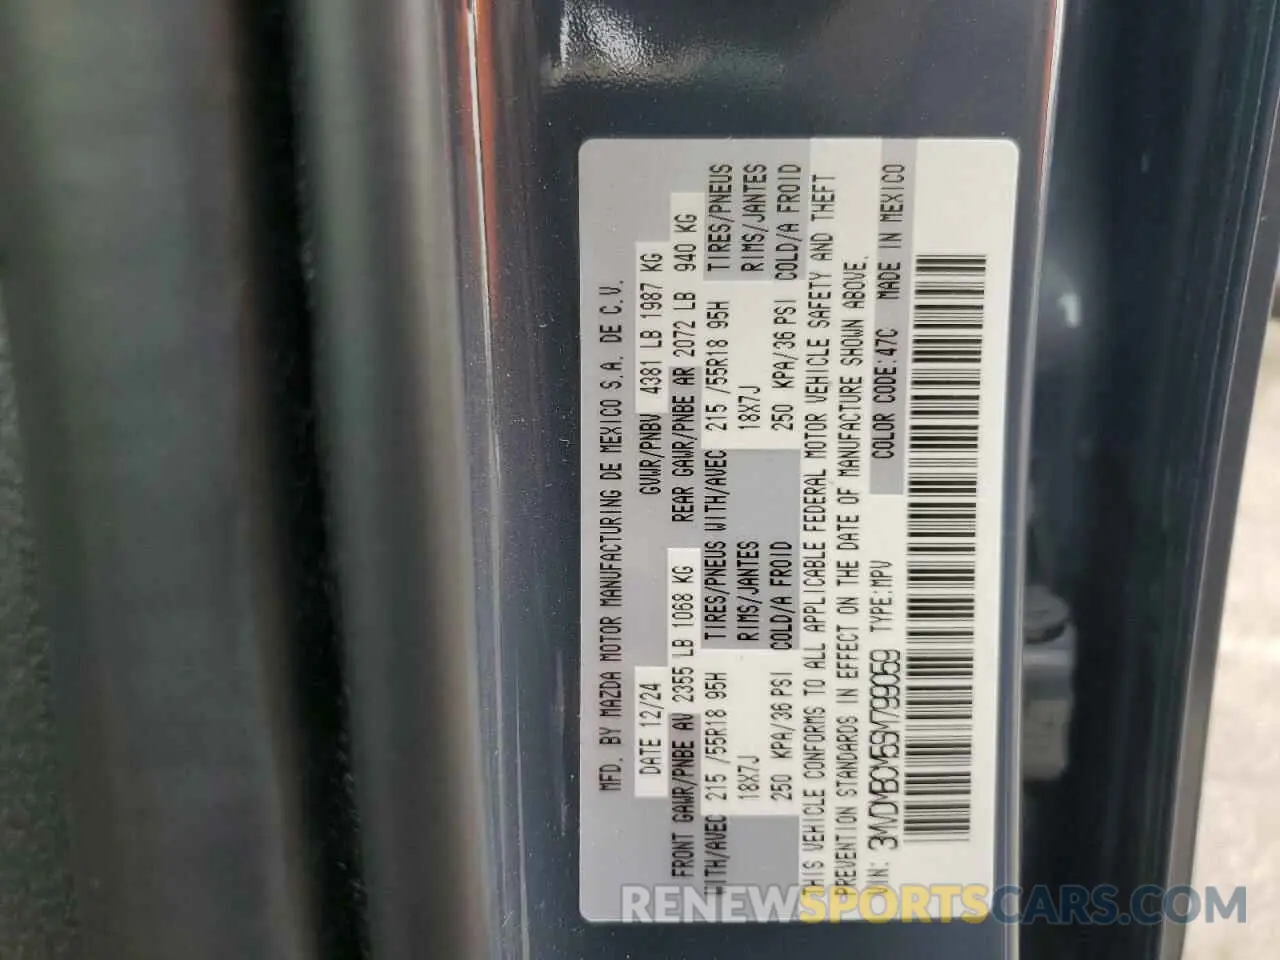 MFD. BY MAZDA MOTOR MANUFACTURING DE MEXICO S.A. DE C.V.
DATE 12/24 GVWR/PNBV 4381 LB 1987 KG
FRONT GAWR/PNBE AV 2355 LB 1068 KG REAR GAWR/PNBE AR 2072 LB 940 KG
WITH/AVEC 215 /55R18 95H TIRES/PNEUS WITH/AVEC 215 /55R18 95H TIRES/PNEUS
18X7J RIMS/JANTES 18X7J RIMS/JANTES
250 KPA/36 PSI COLD/A FROID 250 KPA/36 PSI COLD/A FROID
THIS VEHICLE CONFORMS TO ALL APPLICABLE FEDERAL MOTOR VEHICLE SAFETY AND THEFT
PREVENTION STANDARDS IN EFFECT ON THE DATE OF MANUFACTURE SHOWN ABOVE.
VIN: 3MVDMBCM5SM799059 TYPE:MPV COLOR CODE:47C MADE IN MEXICO
RENEWSPORTSCARS.COM